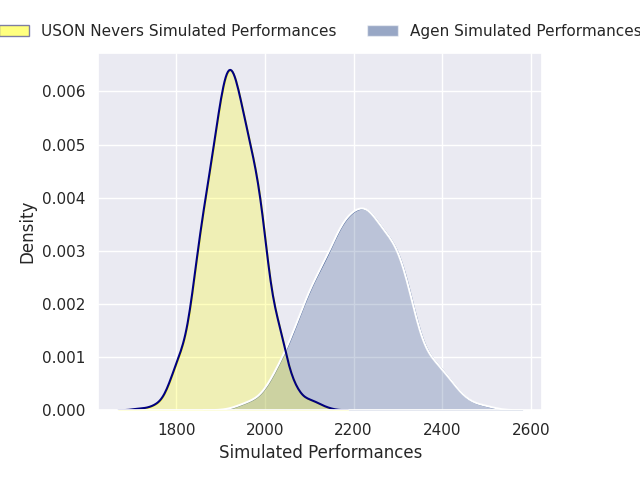 USON Nevers Simulated Performances Agen Simulated Performances
0.006
0.005
0.004
0.003
0.002
0.001
0.000
Density
1800 2000 2200 2400 2600
Simulated Performances